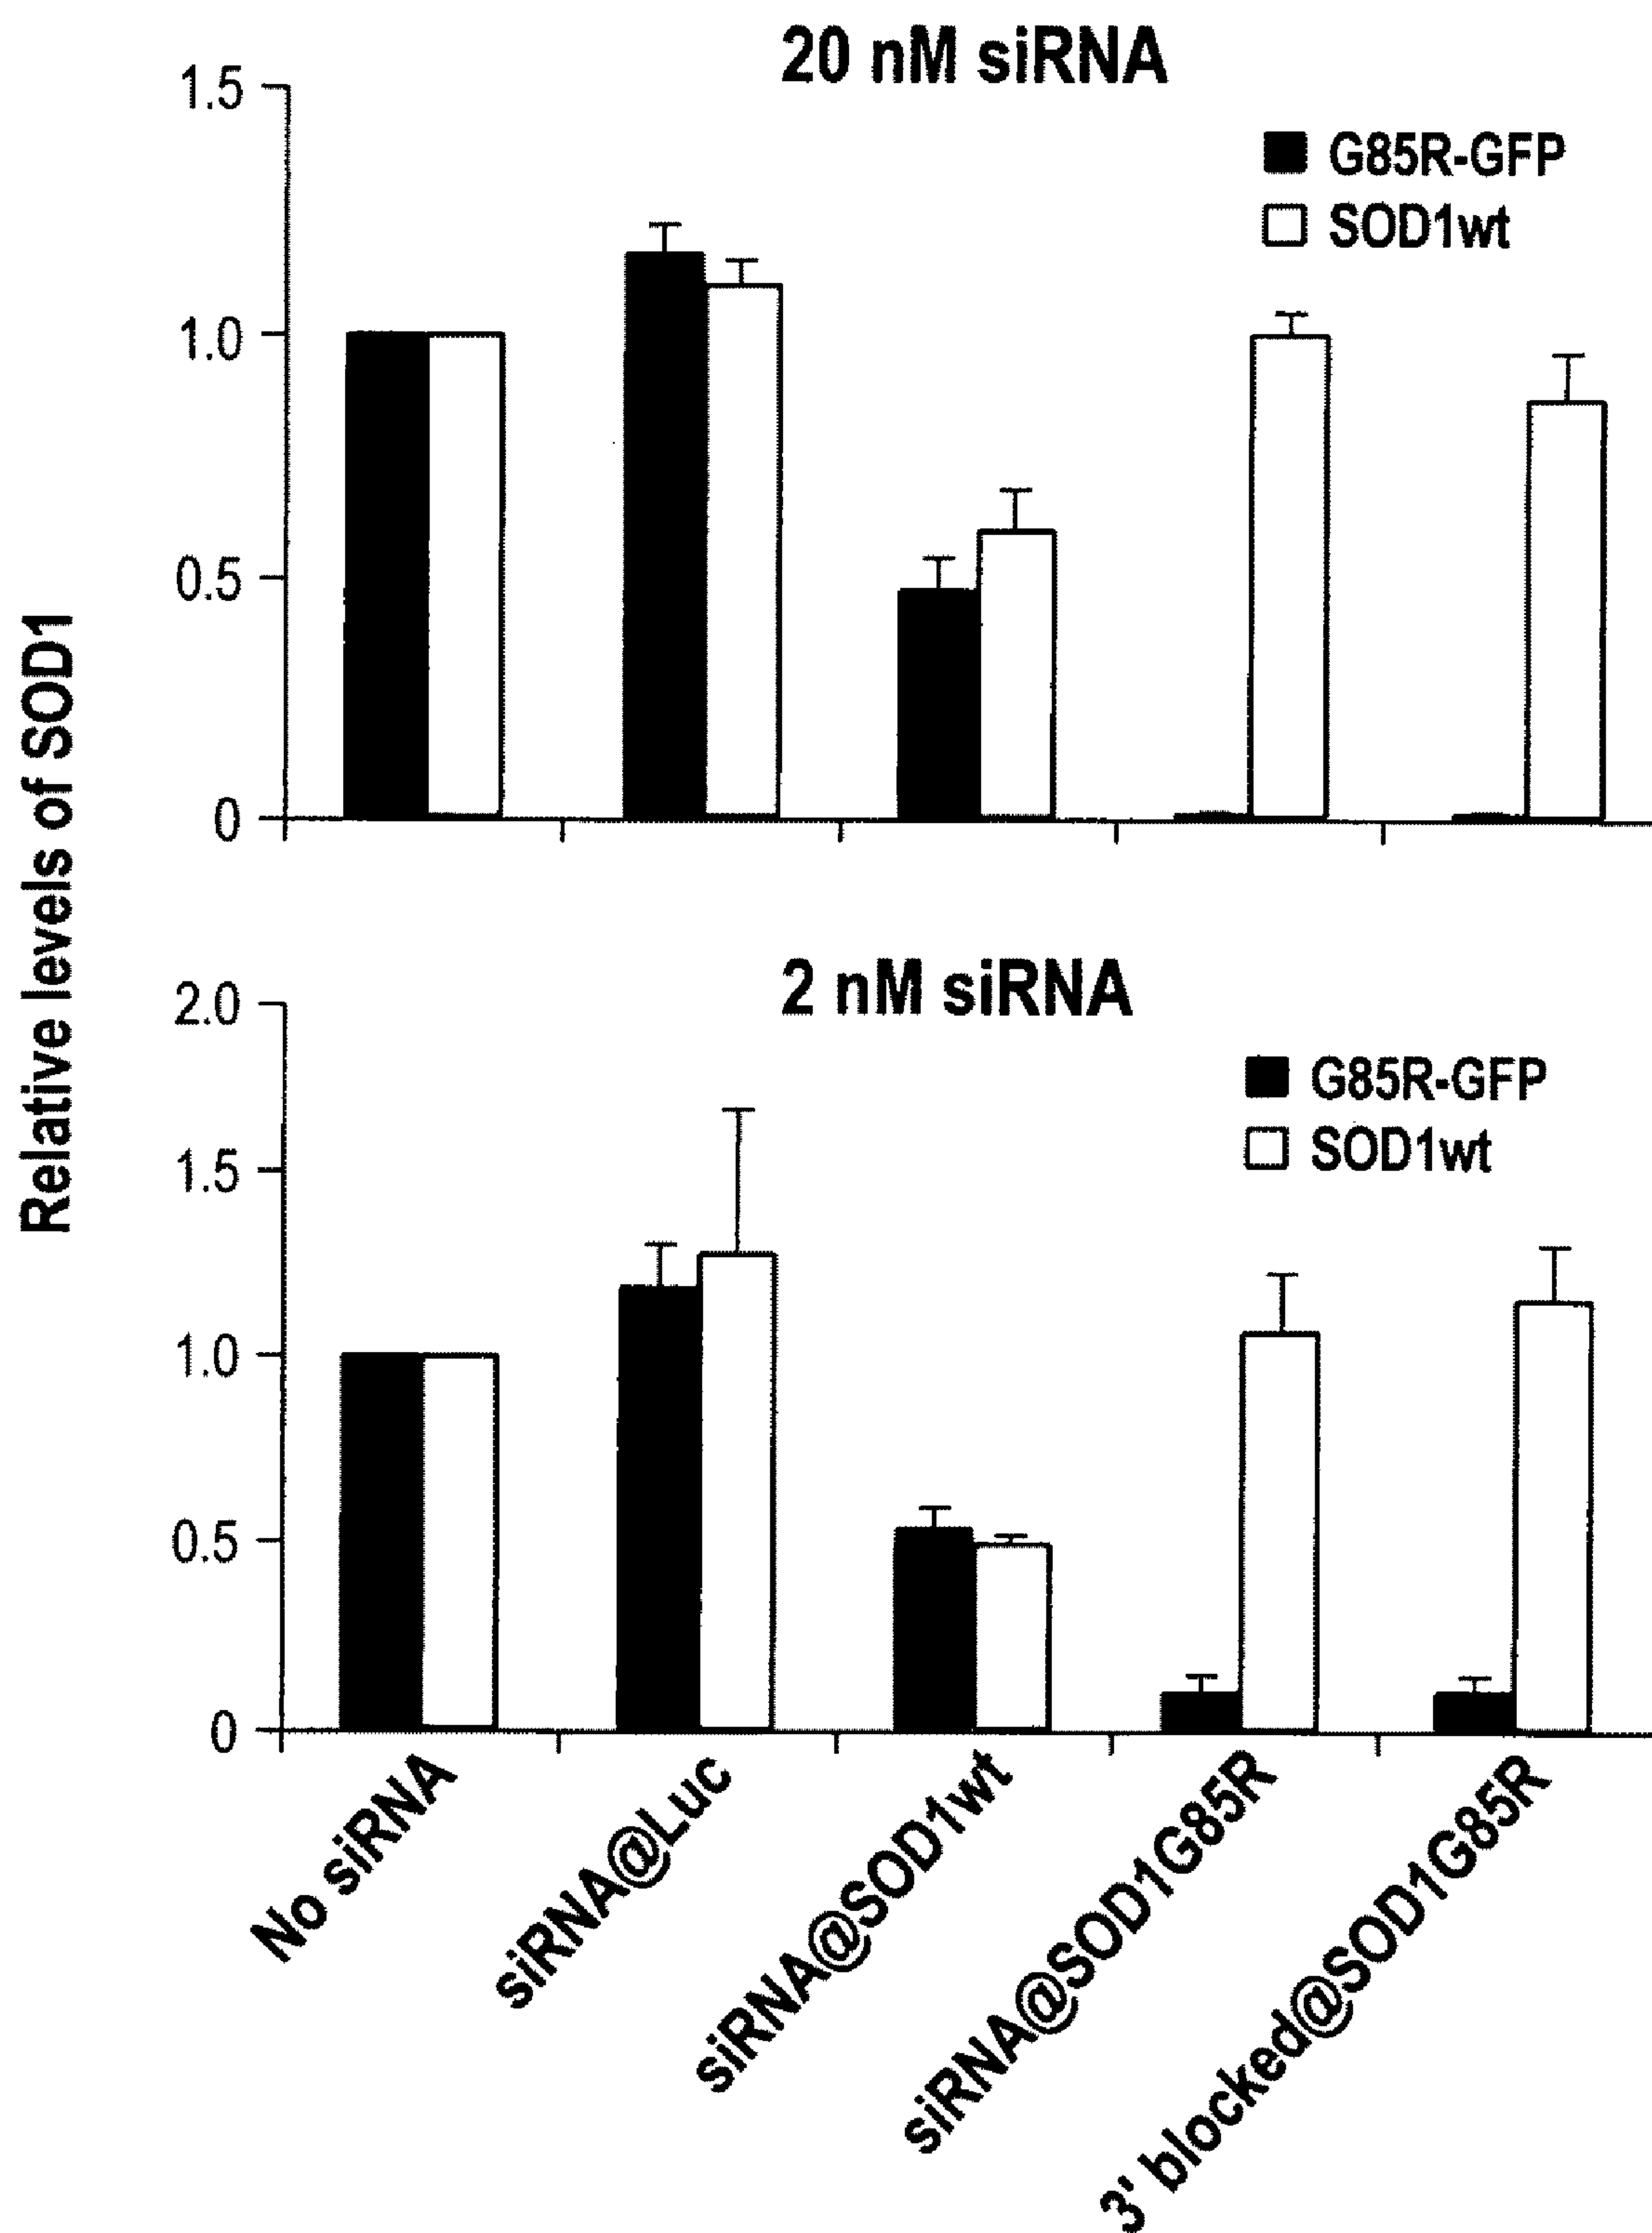 20 nM siRNA
1.5
G85R-GFP
SOD1wt
1.0
0.5
0
Relative levels of SOD1
2 nM siRNA
2.0
G85R-GFP
SOD1wt
1.5
1.0
0.5
0
No siRNA
siRNA@Luc
siRNA@SOD1wt
siRNA@SOD1G85R
3' blocked@SOD1G85R